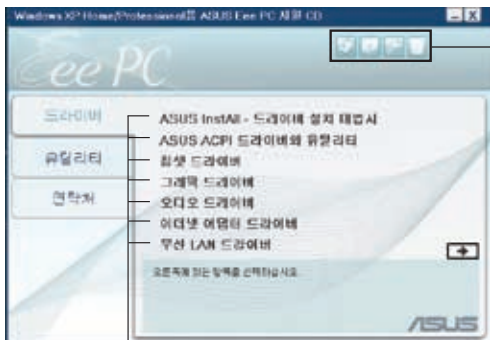 Windows XP Home/Professional용 ASUS Eee PC 지원 CD
Eee PC
드라이버
유틸리티
연락처
ASUS InstAll - 드라이버 설치 마법사
ASUS ACPI 드라이버와 유틸리티
칩셋 드라이버
그래픽 드라이버
오디오 드라이버
이더넷 어댑터 드라이버
무선 LAN 드라이버
오른쪽에 있는 항목을 선택하십시오.
ASUS